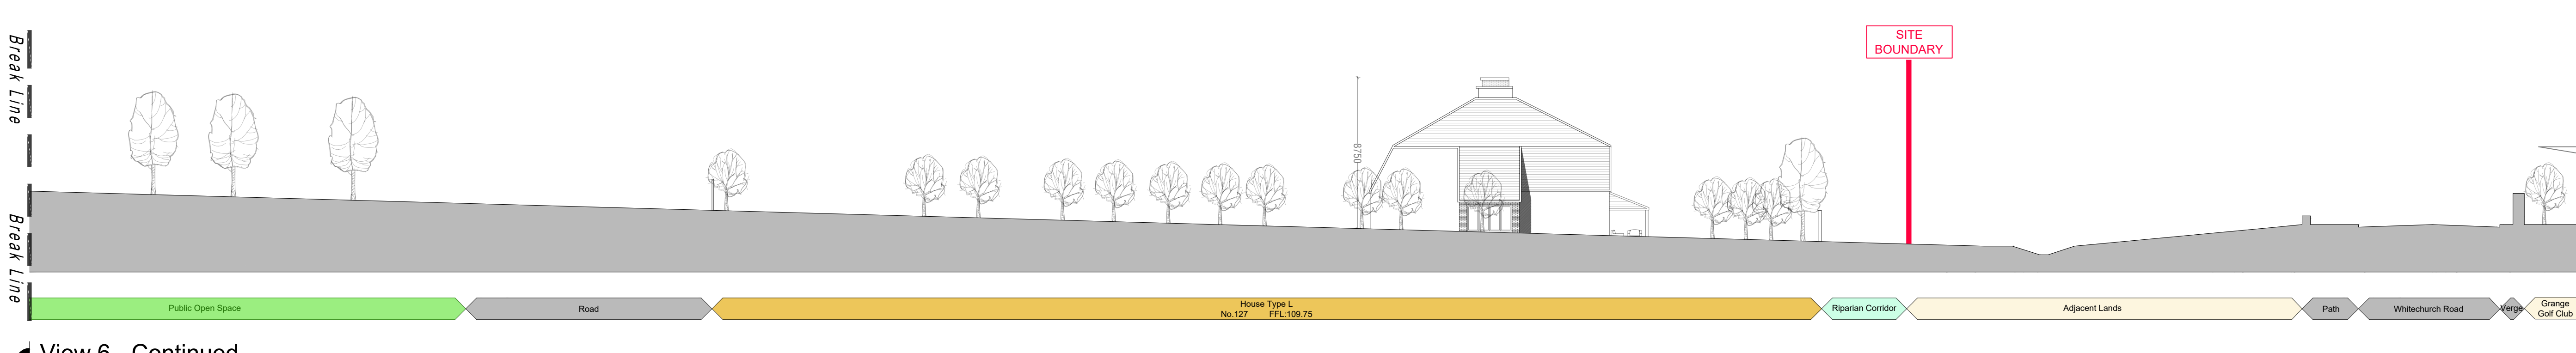 Break Line
Break Line
SITE
BOUNDARY
8750
Public Open Space
Road
House Type L
No.127 FFL:109.75
Riparian Corridor
Adjacent Lands
Path
Whitechurch Road
Verge
Grange
Golf Club
View 6 - Continued